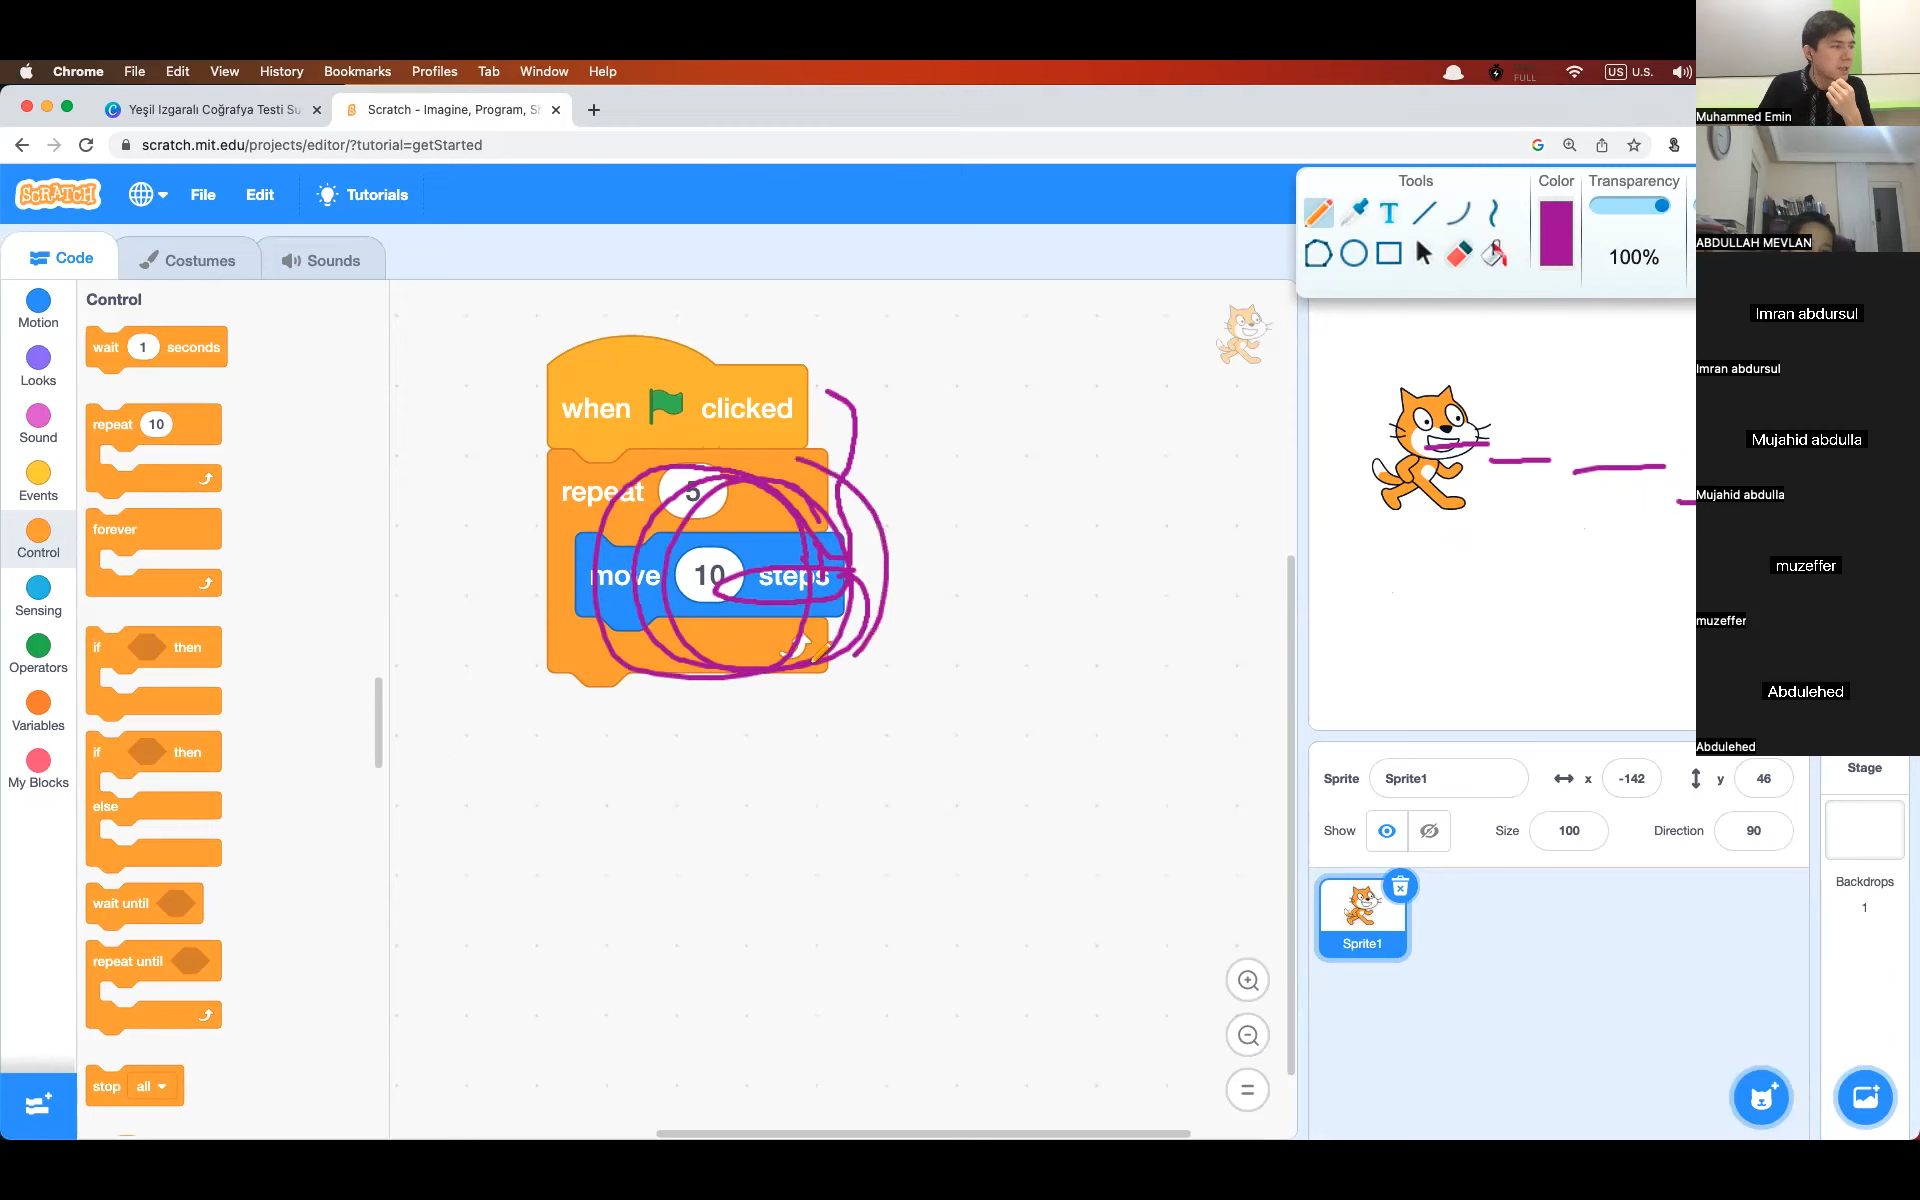 Chrome File Edit View History Bookmarks Profiles Tab Window Help
FULL
US U.S.
Yeşil Izgaralı Coğrafya Testi Su
Scratch - Imagine, Program, Sh
scratch.mit.edu/projects/editor/?tutorial=getStarted
SCRATCH
File Edit Tutorials
Tools Color Transparency
T
100%
Code Costumes Sounds
Motion
Looks
Sound
Events
Control
Sensing
Operators
Variables
My Blocks
Control
wait 1 seconds
repeat 10
forever
if then
if then
else
wait until
repeat until
stop all
when clicked
repeat 5
move 10 steps
Sprite Sprite1 x -142 y 46
Show Size 100 Direction 90
Sprite1
Stage
Backdrops
1
Muhammed Emin
ABDULLAH MEVLAN
Imran abdursul
Imran abdursul
Mujahid abdulla
Mujahid abdulla
muzeffer
muzeffer
Abdulehed
Abdulehed